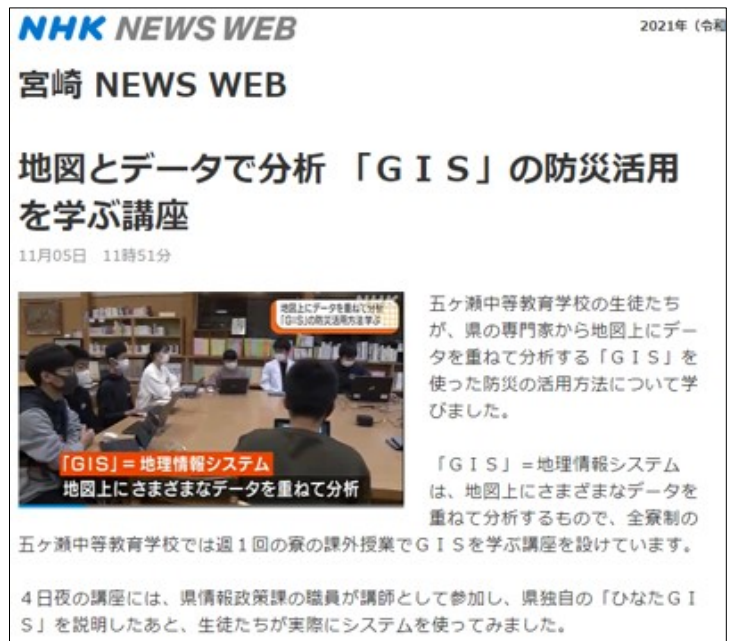 NHK NEWS WEB
2021年（令和
宮崎 NEWS WEB
地図とデータで分析 「ＧＩＳ」の防災活用
を学ぶ講座
11月05日 11時51分
地図上にデータを重ねて分析
「GIS」の防災活用方法学ぶ
「GIS」＝地理情報システム
地図上にさまざまなデータを重ねて分析
五ヶ瀬中等教育学校の生徒たち
が、県の専門家から地図上にデー
タを重ねて分析する「ＧＩＳ」を
使った防災の活用方法について学
びました。
「ＧＩＳ」＝地理情報システム
は、地図上にさまざまなデータを
重ねて分析するもので、全寮制の
五ヶ瀬中等教育学校では週１回の寮の課外授業でＧＩＳを学ぶ講座を設けています。
４日夜の講座には、県情報政策課の職員が講師として参加し、県独自の「ひなたＧＩ
Ｓ」を説明したあと、生徒たちが実際にシステムを使ってみました。